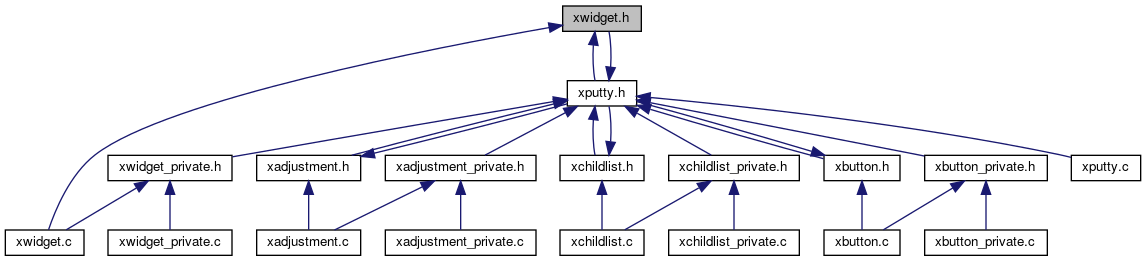 xwidget.h
xputty.h
xwidget_private.h
xadjustment.h
xadjustment_private.h
xchildlist.h
xchildlist_private.h
xbutton.h
xbutton_private.h
xputty.c
xwidget.c
xwidget_private.c
xadjustment.c
xadjustment_private.c
xchildlist.c
xchildlist_private.c
xbutton.c
xbutton_private.c